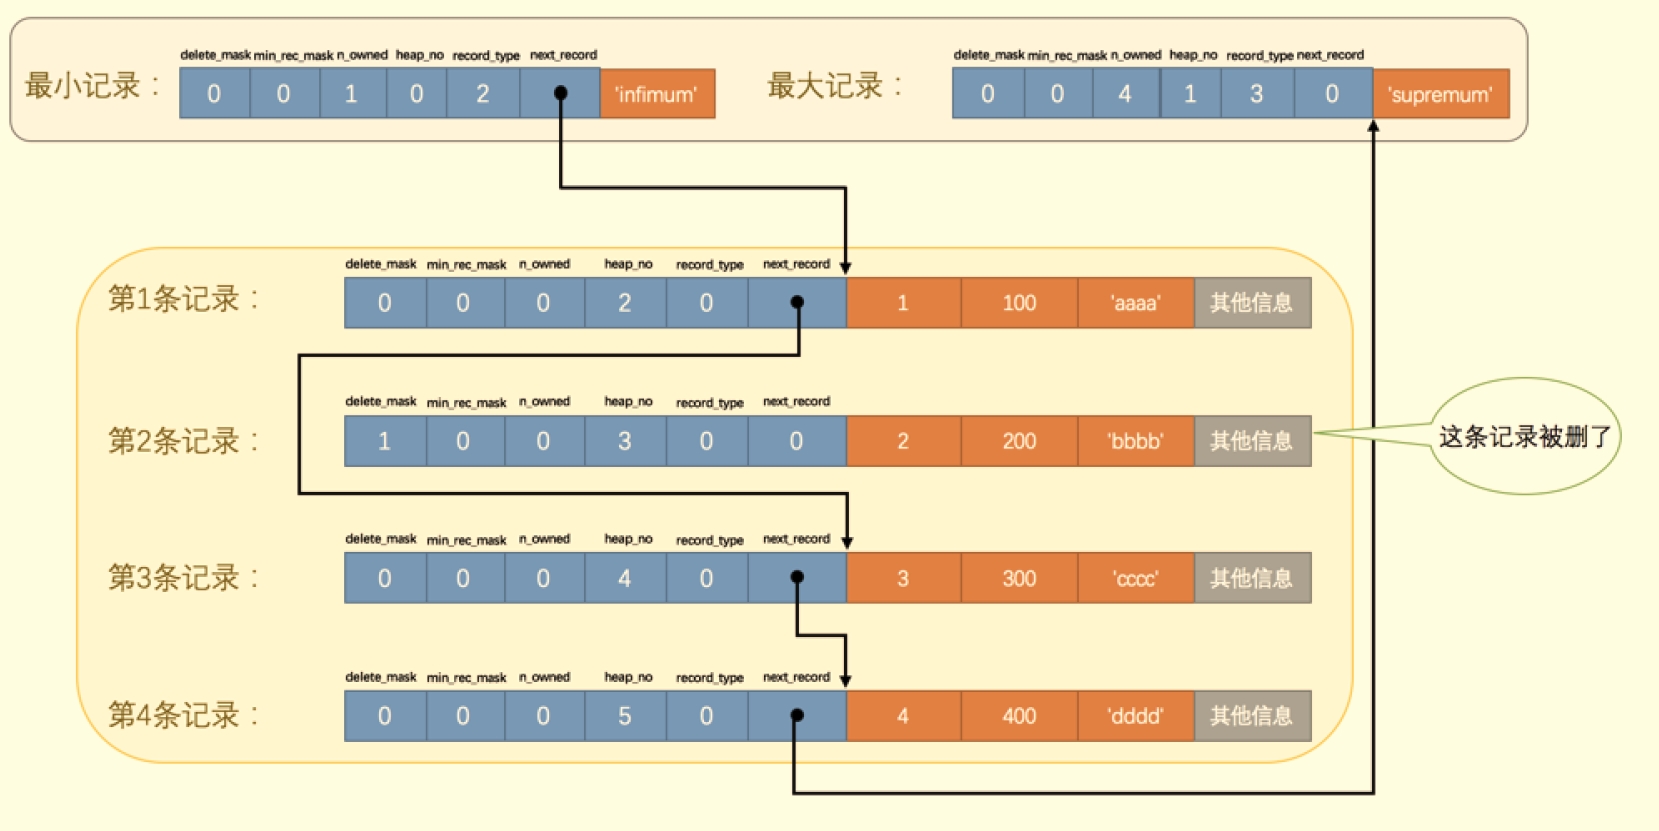 delete_mask min_rec_mask n_owned heap_no record_type next_record
最小记录： 0 0 1 0 2 'infimum'
delete_mask min_rec_mask n_owned heap_no record_type next_record
最大记录： 0 0 4 1 3 0 'supremum'
delete_mask min_rec_mask n_owned heap_no record_type next_record
第1条记录： 0 0 0 2 0 1 100 'aaaa' 其他信息
delete_mask min_rec_mask n_owned heap_no record_type next_record
第2条记录： 1 0 0 3 0 0 2 200 'bbbb' 其他信息
这条记录被删了
delete_mask min_rec_mask n_owned heap_no record_type next_record
第3条记录： 0 0 0 4 0 3 300 'cccc' 其他信息
delete_mask min_rec_mask n_owned heap_no record_type next_record
第4条记录： 0 0 0 5 0 4 400 'dddd' 其他信息